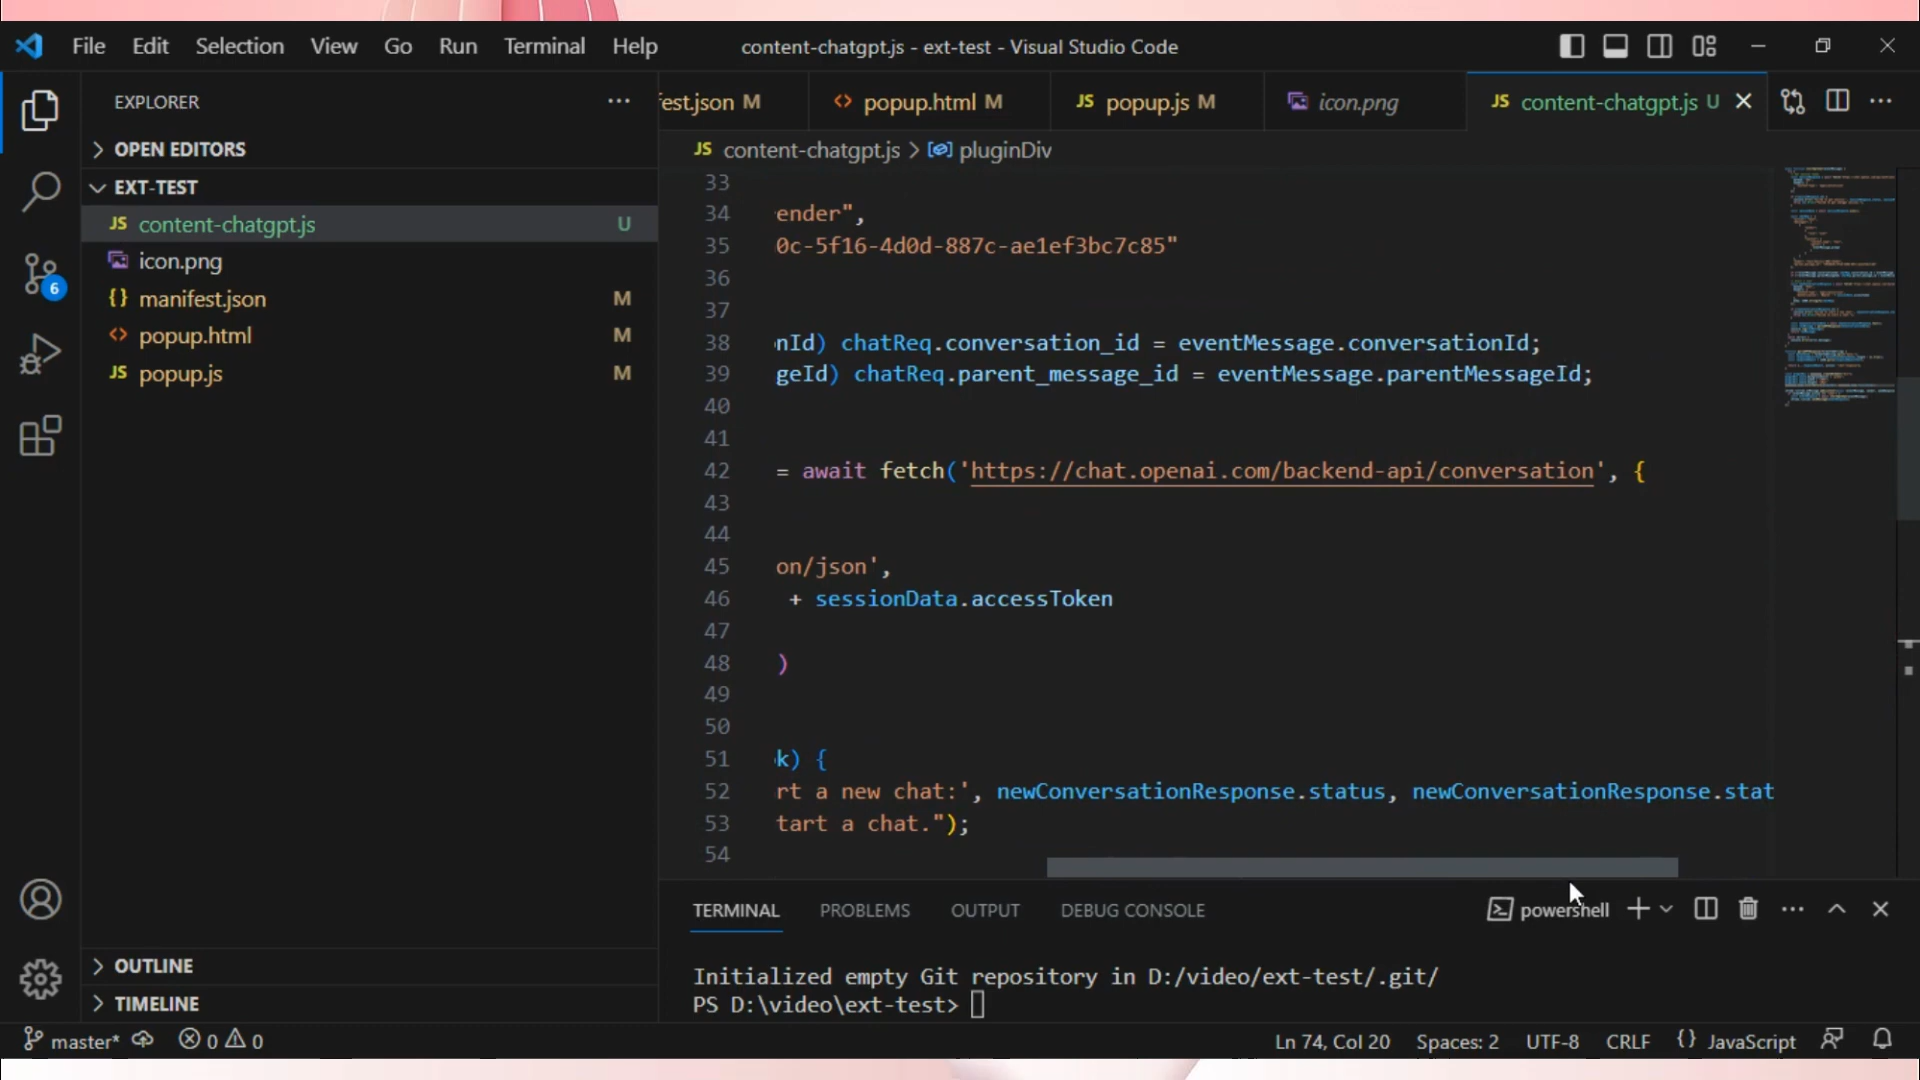 File Edit Selection View Go Run Terminal Help
content-chatgpt.js - ext-test - Visual Studio Code
EXPLORER
OPEN EDITORS
EXT-TEST
JS content-chatgpt.js U
icon.png
{} manifest.json M
<> popup.html M
JS popup.js M
OUTLINE
TIMELINE
6
fest.json M
<> popup.html M
JS popup.js M
icon.png
JS content-chatgpt.js U
JS content-chatgpt.js > pluginDiv
33
34 ender",
35 0c-5f16-4d0d-887c-ae1ef3bc7c85"
36
37
38 nId) chatReq.conversation_id = eventMessage.conversationId;
39 geId) chatReq.parent_message_id = eventMessage.parentMessageId;
40
41
42 = await fetch('https://chat.openai.com/backend-api/conversation', {
43
44
45 on/json',
46 + sessionData.accessToken
47
48 )
49
50
51 k) {
52 rt a new chat:', newConversationResponse.status, newConversationResponse.stat
53 tart a chat.");
54
TERMINAL PROBLEMS OUTPUT DEBUG CONSOLE
powershell
Initialized empty Git repository in D:/video/ext-test/.git/
PS D:\video\ext-test>
master* 0 0
Ln 74, Col 20 Spaces: 2 UTF-8 CRLF {} JavaScript